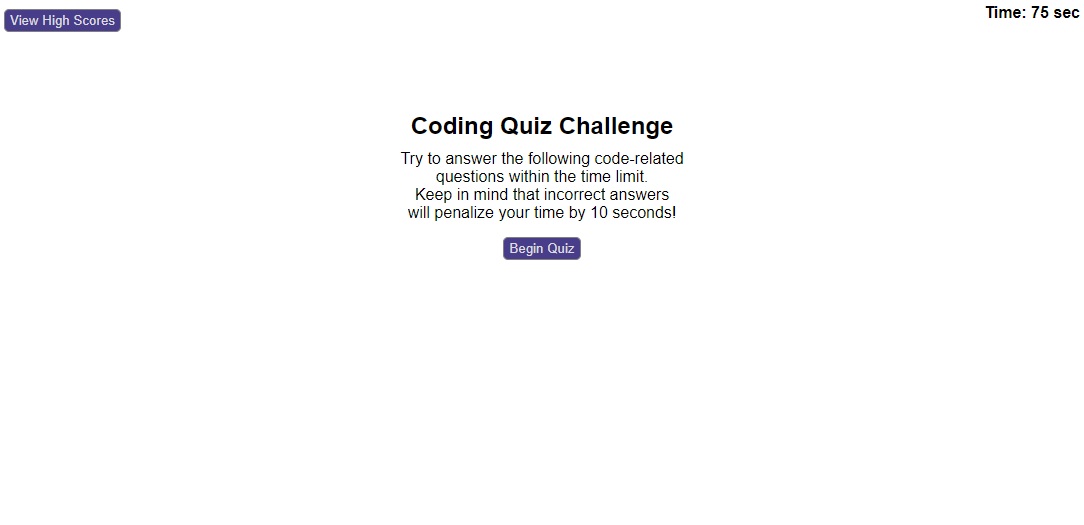 View High Scores
Time: 75 sec
Coding Quiz Challenge
Try to answer the following code-related
questions within the time limit.
Keep in mind that incorrect answers
will penalize your time by 10 seconds!
Begin Quiz